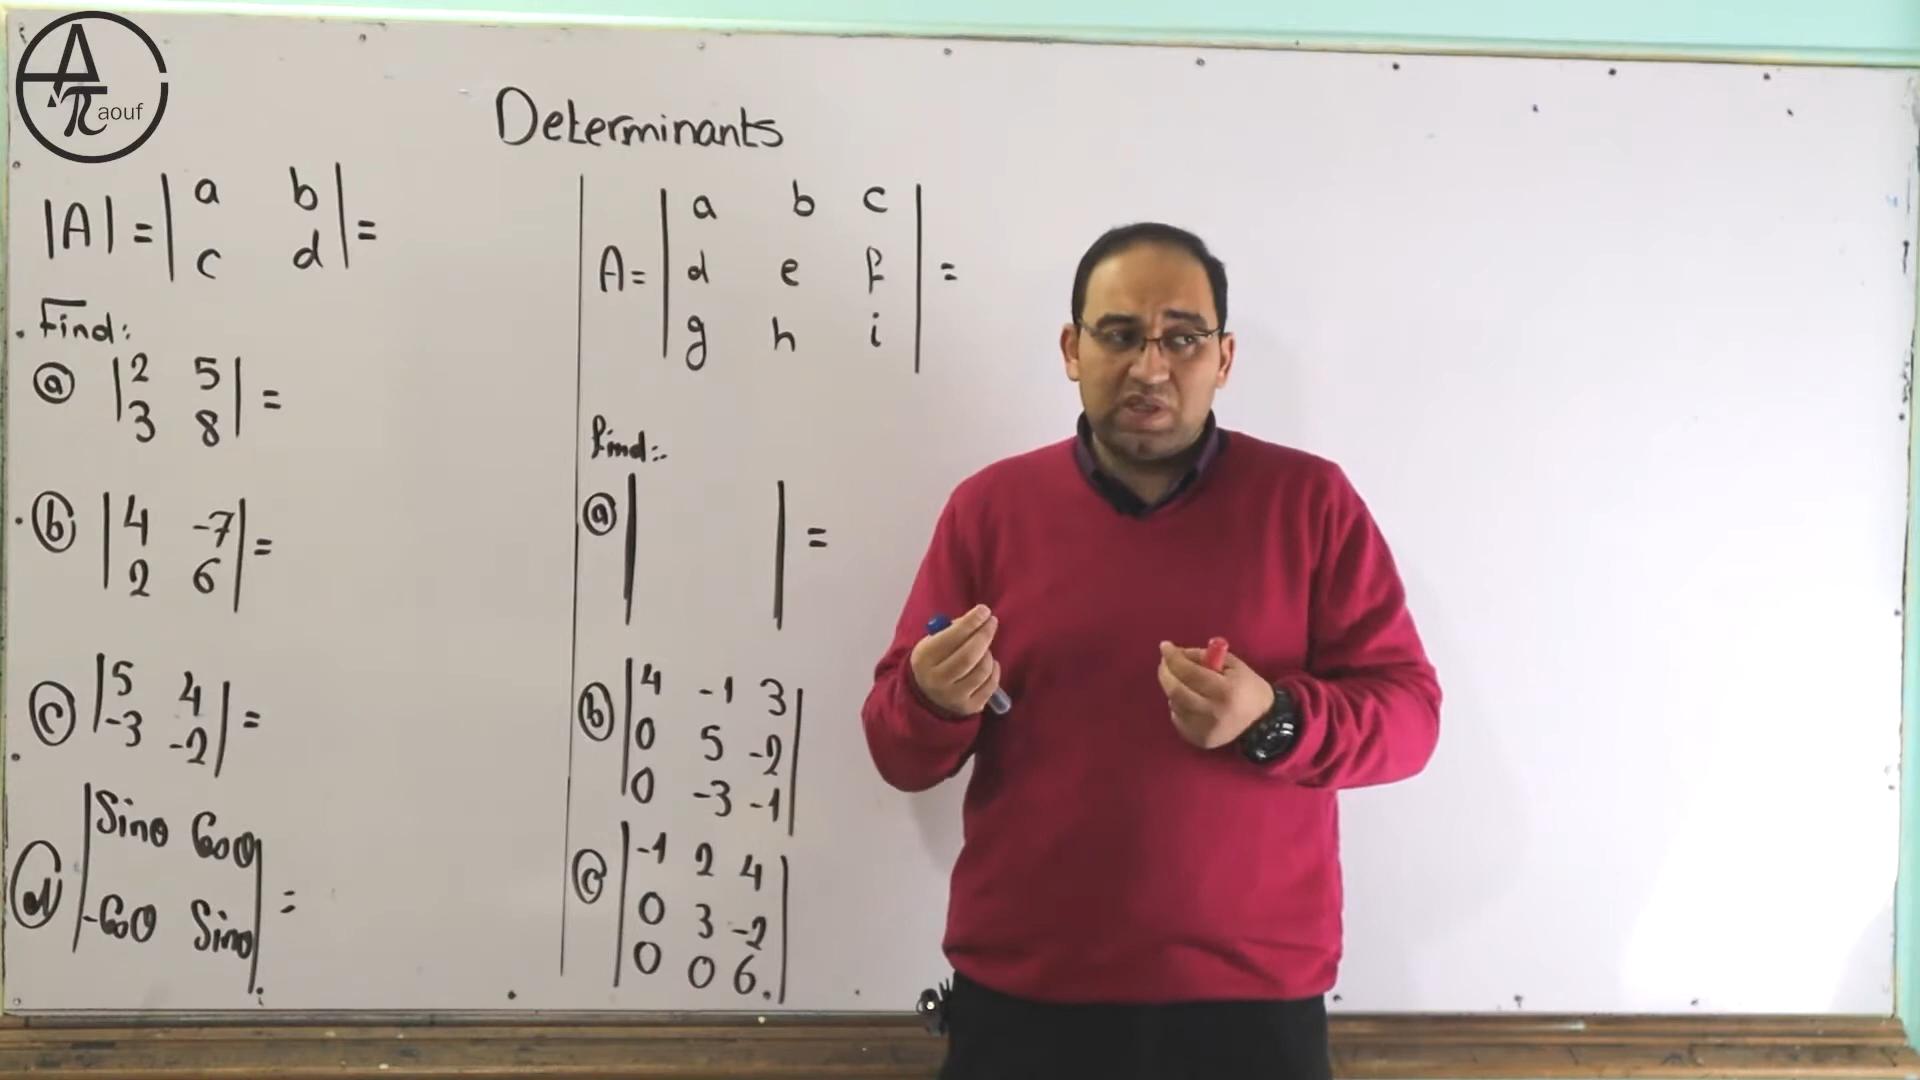 Aπaouf
Determinants
|A| = | a b |
| c d | =
Find:
ⓐ | 2 5 |
| 3 8 | =
ⓑ | 4 -7 |
| 2 6 | =
ⓒ | 5 4 |
| -3 -2 | =
ⓓ | Sinθ Cosθ |
| -Cosθ Sinθ | =
A = | a b c |
| d e f | =
| g h i |
find:
ⓐ | | =
ⓑ | 4 -1 3 |
| 0 5 -2 |
| 0 -3 -1 |
ⓒ | -1 2 4 |
| 0 3 -2 |
| 0 0 6 |